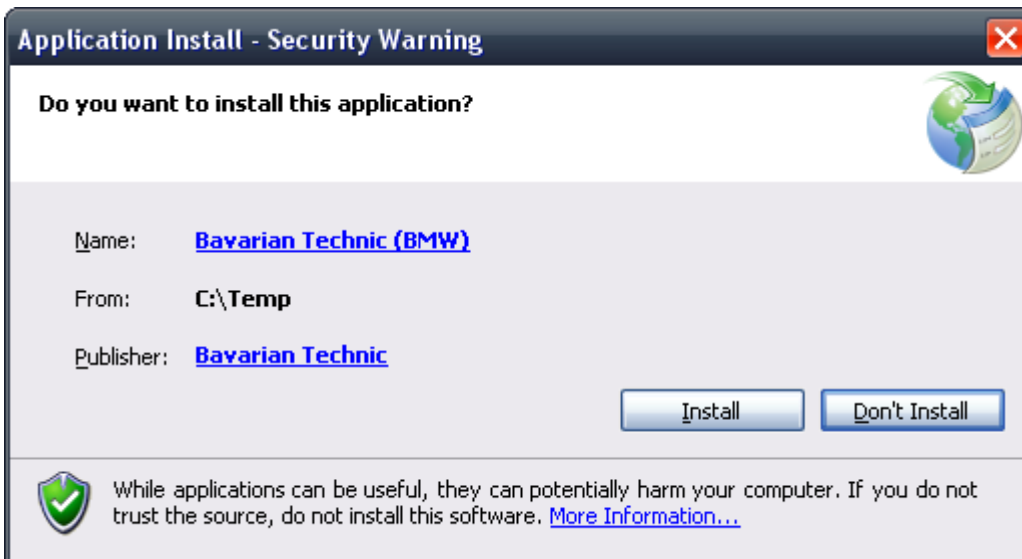 Application Install - Security Warning
Do you want to install this application?
Name: Bavarian Technic (BMW)
From: C:\Temp
Publisher: Bavarian Technic
Install Don't Install
While applications can be useful, they can potentially harm your computer. If you do not
trust the source, do not install this software. More Information...